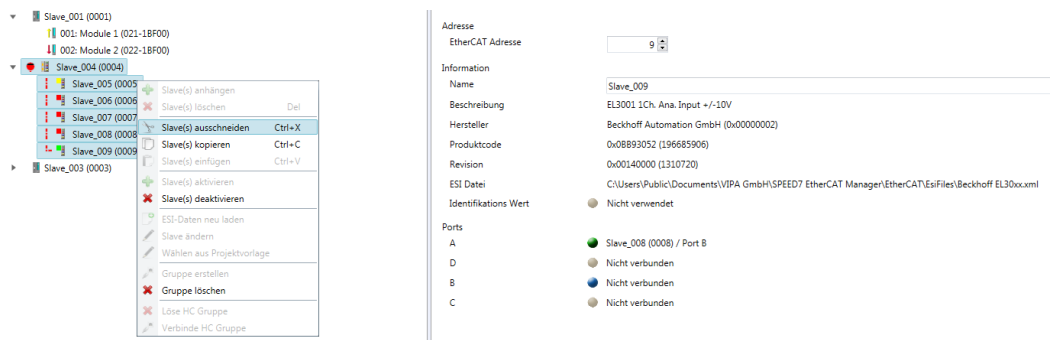 Slave_001 (0001)
001: Module 1 (021-1BF00)
002: Module 2 (022-1BF00)
Slave_004 (0004)
Slave_005 (0005
Slave_006 (0006
Slave_007 (0007
Slave_008 (0008
Slave_009 (0009
Slave_003 (0003)
Slave(s) anhängen
Slave(s) löschen Del
Slave(s) ausschneiden Ctrl+X
Slave(s) kopieren Ctrl+C
Slave(s) einfügen Ctrl+V
Slave(s) aktivieren
Slave(s) deaktivieren
ESI-Daten neu laden
Slave ändern
Wählen aus Projektvorlage
Gruppe erstellen
Gruppe löschen
Löse HC Gruppe
Verbinde HC Gruppe
Adresse
EtherCAT Adresse 9
Information
Name Slave_009
Beschreibung EL3001 1Ch. Ana. Input +/-10V
Hersteller Beckhoff Automation GmbH (0x00000002)
Produktcode 0x0BB93052 (196685906)
Revision 0x00140000 (1310720)
ESI Datei C:\Users\Public\Documents\VIPA GmbH\SPEED7 EtherCAT Manager\EtherCAT\EsiFiles\Beckhoff EL30xx.xml
Identifikations Wert Nicht verwendet
Ports
A Slave_008 (0008) / Port B
D Nicht verbunden
B Nicht verbunden
C Nicht verbunden